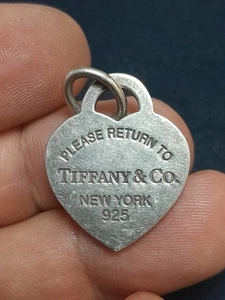 PLEASE RETURN TO
TIFFANY & CO.
NEW YORK
925